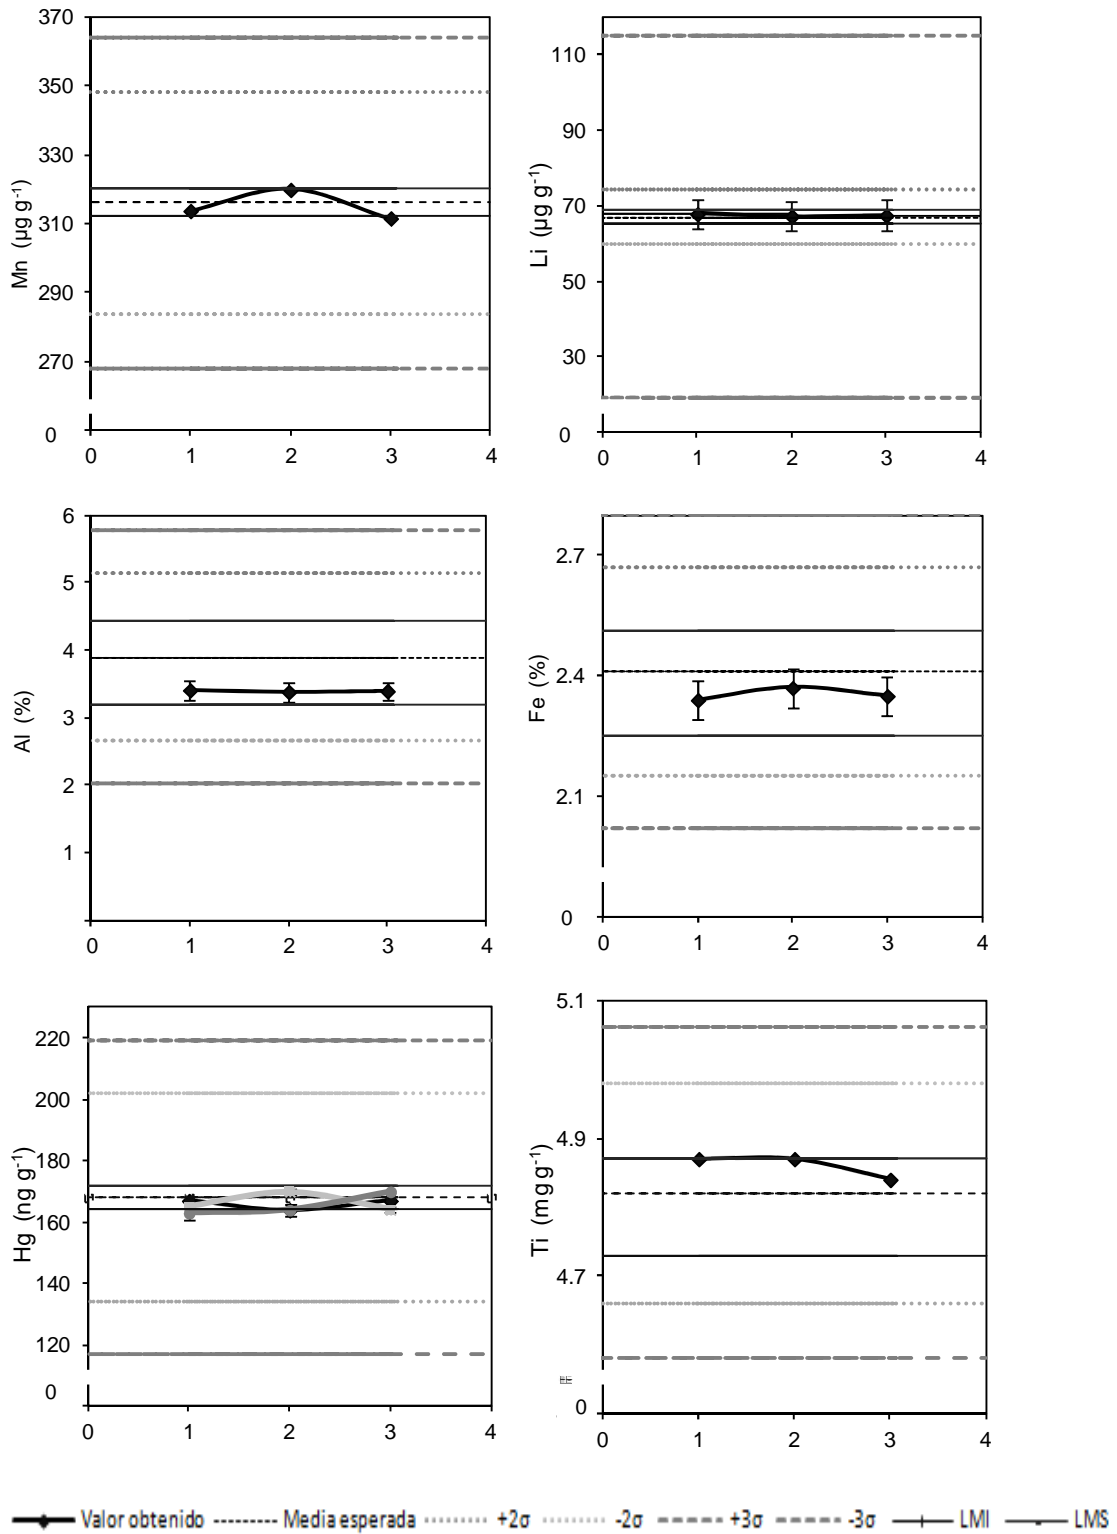 370
350
330
310
290
270
0
Mn (µg g-1)
0 1 2 3 4
110
90
70
50
30
0
Li (µg g-1)
0 1 2 3 4
6
5
4
3
2
1
Al (%)
0 1 2 3 4
2.7
2.4
2.1
0
Fe (%)
0 1 2 3 4
220
200
180
160
140
120
0
Hg (ng g-1)
0 1 2 3 4
5.1
4.9
4.7
0
Ti (mg g-1)
0 1 2 3 4
Valor obtenido Media esperada +2σ -2σ +3σ -3σ LMI LMS